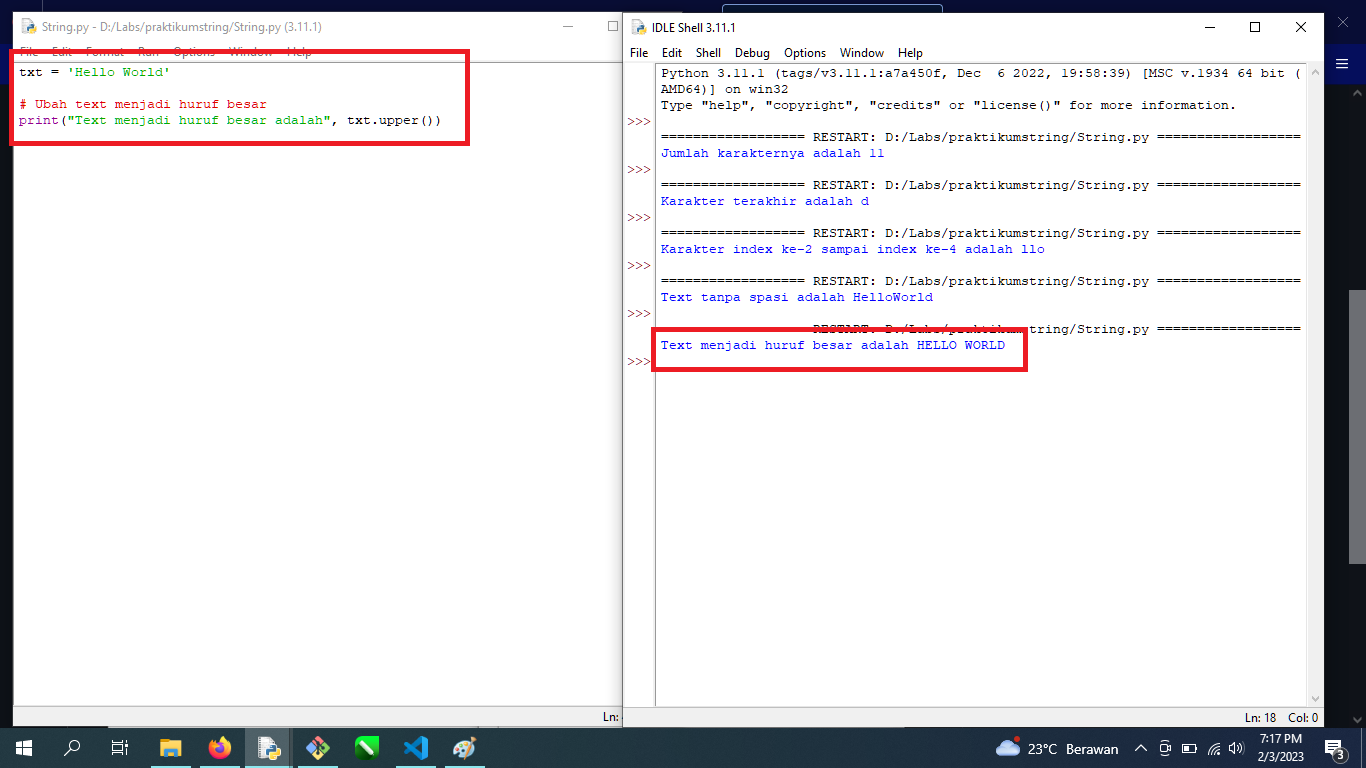 String.py - D:/Labs/praktikumstring/String.py (3.11.1)
File Edit Format Run Options Window Help
txt = 'Hello World'
# Ubah text menjadi huruf besar
print("Text menjadi huruf besar adalah", txt.upper())
Ln:
IDLE Shell 3.11.1
File Edit Shell Debug Options Window Help
Python 3.11.1 (tags/v3.11.1:a7a450f, Dec  6 2022, 19:58:39) [MSC v.1934 64 bit (
AMD64)] on win32
Type "help", "copyright", "credits" or "license()" for more information.
>>>
================== RESTART: D:/Labs/praktikumstring/String.py ==================
Jumlah karakternya adalah 11
>>>
================== RESTART: D:/Labs/praktikumstring/String.py ==================
Karakter terakhir adalah d
>>>
================== RESTART: D:/Labs/praktikumstring/String.py ==================
Karakter index ke-2 sampai index ke-4 adalah llo
>>>
================== RESTART: D:/Labs/praktikumstring/String.py ==================
Text tanpa spasi adalah HelloWorld
>>>
RESTART: D:/Labs/praktikumstring/String.py ==================
Text menjadi huruf besar adalah HELLO WORLD
>>>
Ln: 18 Col: 0
23°C Berawan
7:17 PM
2/3/2023
3